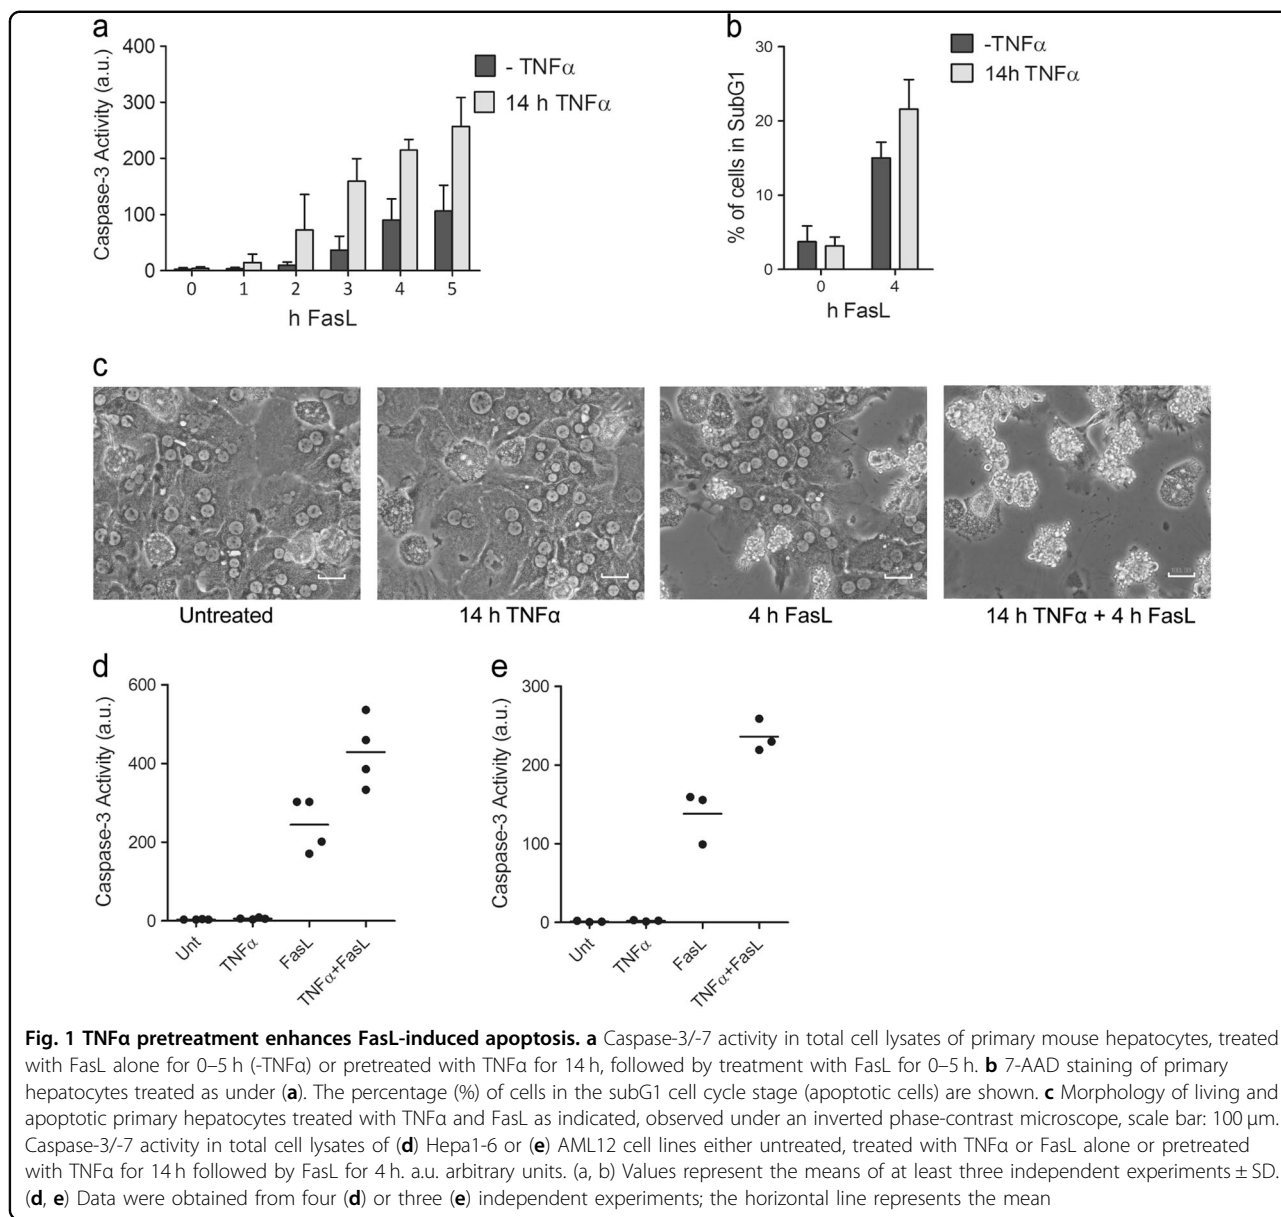 a
Caspase-3 Activity (a.u.)
400
300
200
100
0
0 1 2 3 4 5
h FasL
- TNFα
14 h TNFα
b
% of cells in SubG1
30
20
10
0
0 4
h FasL
-TNFα
14h TNFα
c
Untreated
14 h TNFα
4 h FasL
14 h TNFα + 4 h FasL
d
Caspase-3 Activity (a.u.)
600
400
200
0
Unt
TNFα
FasL
TNFα+FasL
e
Caspase-3 Activity (a.u.)
300
200
100
0
Unt
TNFα
FasL
TNFα+FasL
Fig. 1 TNFα pretreatment enhances FasL-induced apoptosis. a Caspase-3/-7 activity in total cell lysates of primary mouse hepatocytes, treated
with FasL alone for 0–5 h (-TNFα) or pretreated with TNFα for 14 h, followed by treatment with FasL for 0–5 h. b 7-AAD staining of primary
hepatocytes treated as under (a). The percentage (%) of cells in the subG1 cell cycle stage (apoptotic cells) are shown. c Morphology of living and
apoptotic primary hepatocytes treated with TNFα and FasL as indicated, observed under an inverted phase-contrast microscope, scale bar: 100 μm.
Caspase-3/-7 activity in total cell lysates of (d) Hepa1-6 or (e) AML12 cell lines either untreated, treated with TNFα or FasL alone or pretreated
with TNFα for 14 h followed by FasL for 4 h. a.u. arbitrary units. (a, b) Values represent the means of at least three independent experiments ± SD.
(d, e) Data were obtained from four (d) or three (e) independent experiments; the horizontal line represents the mean